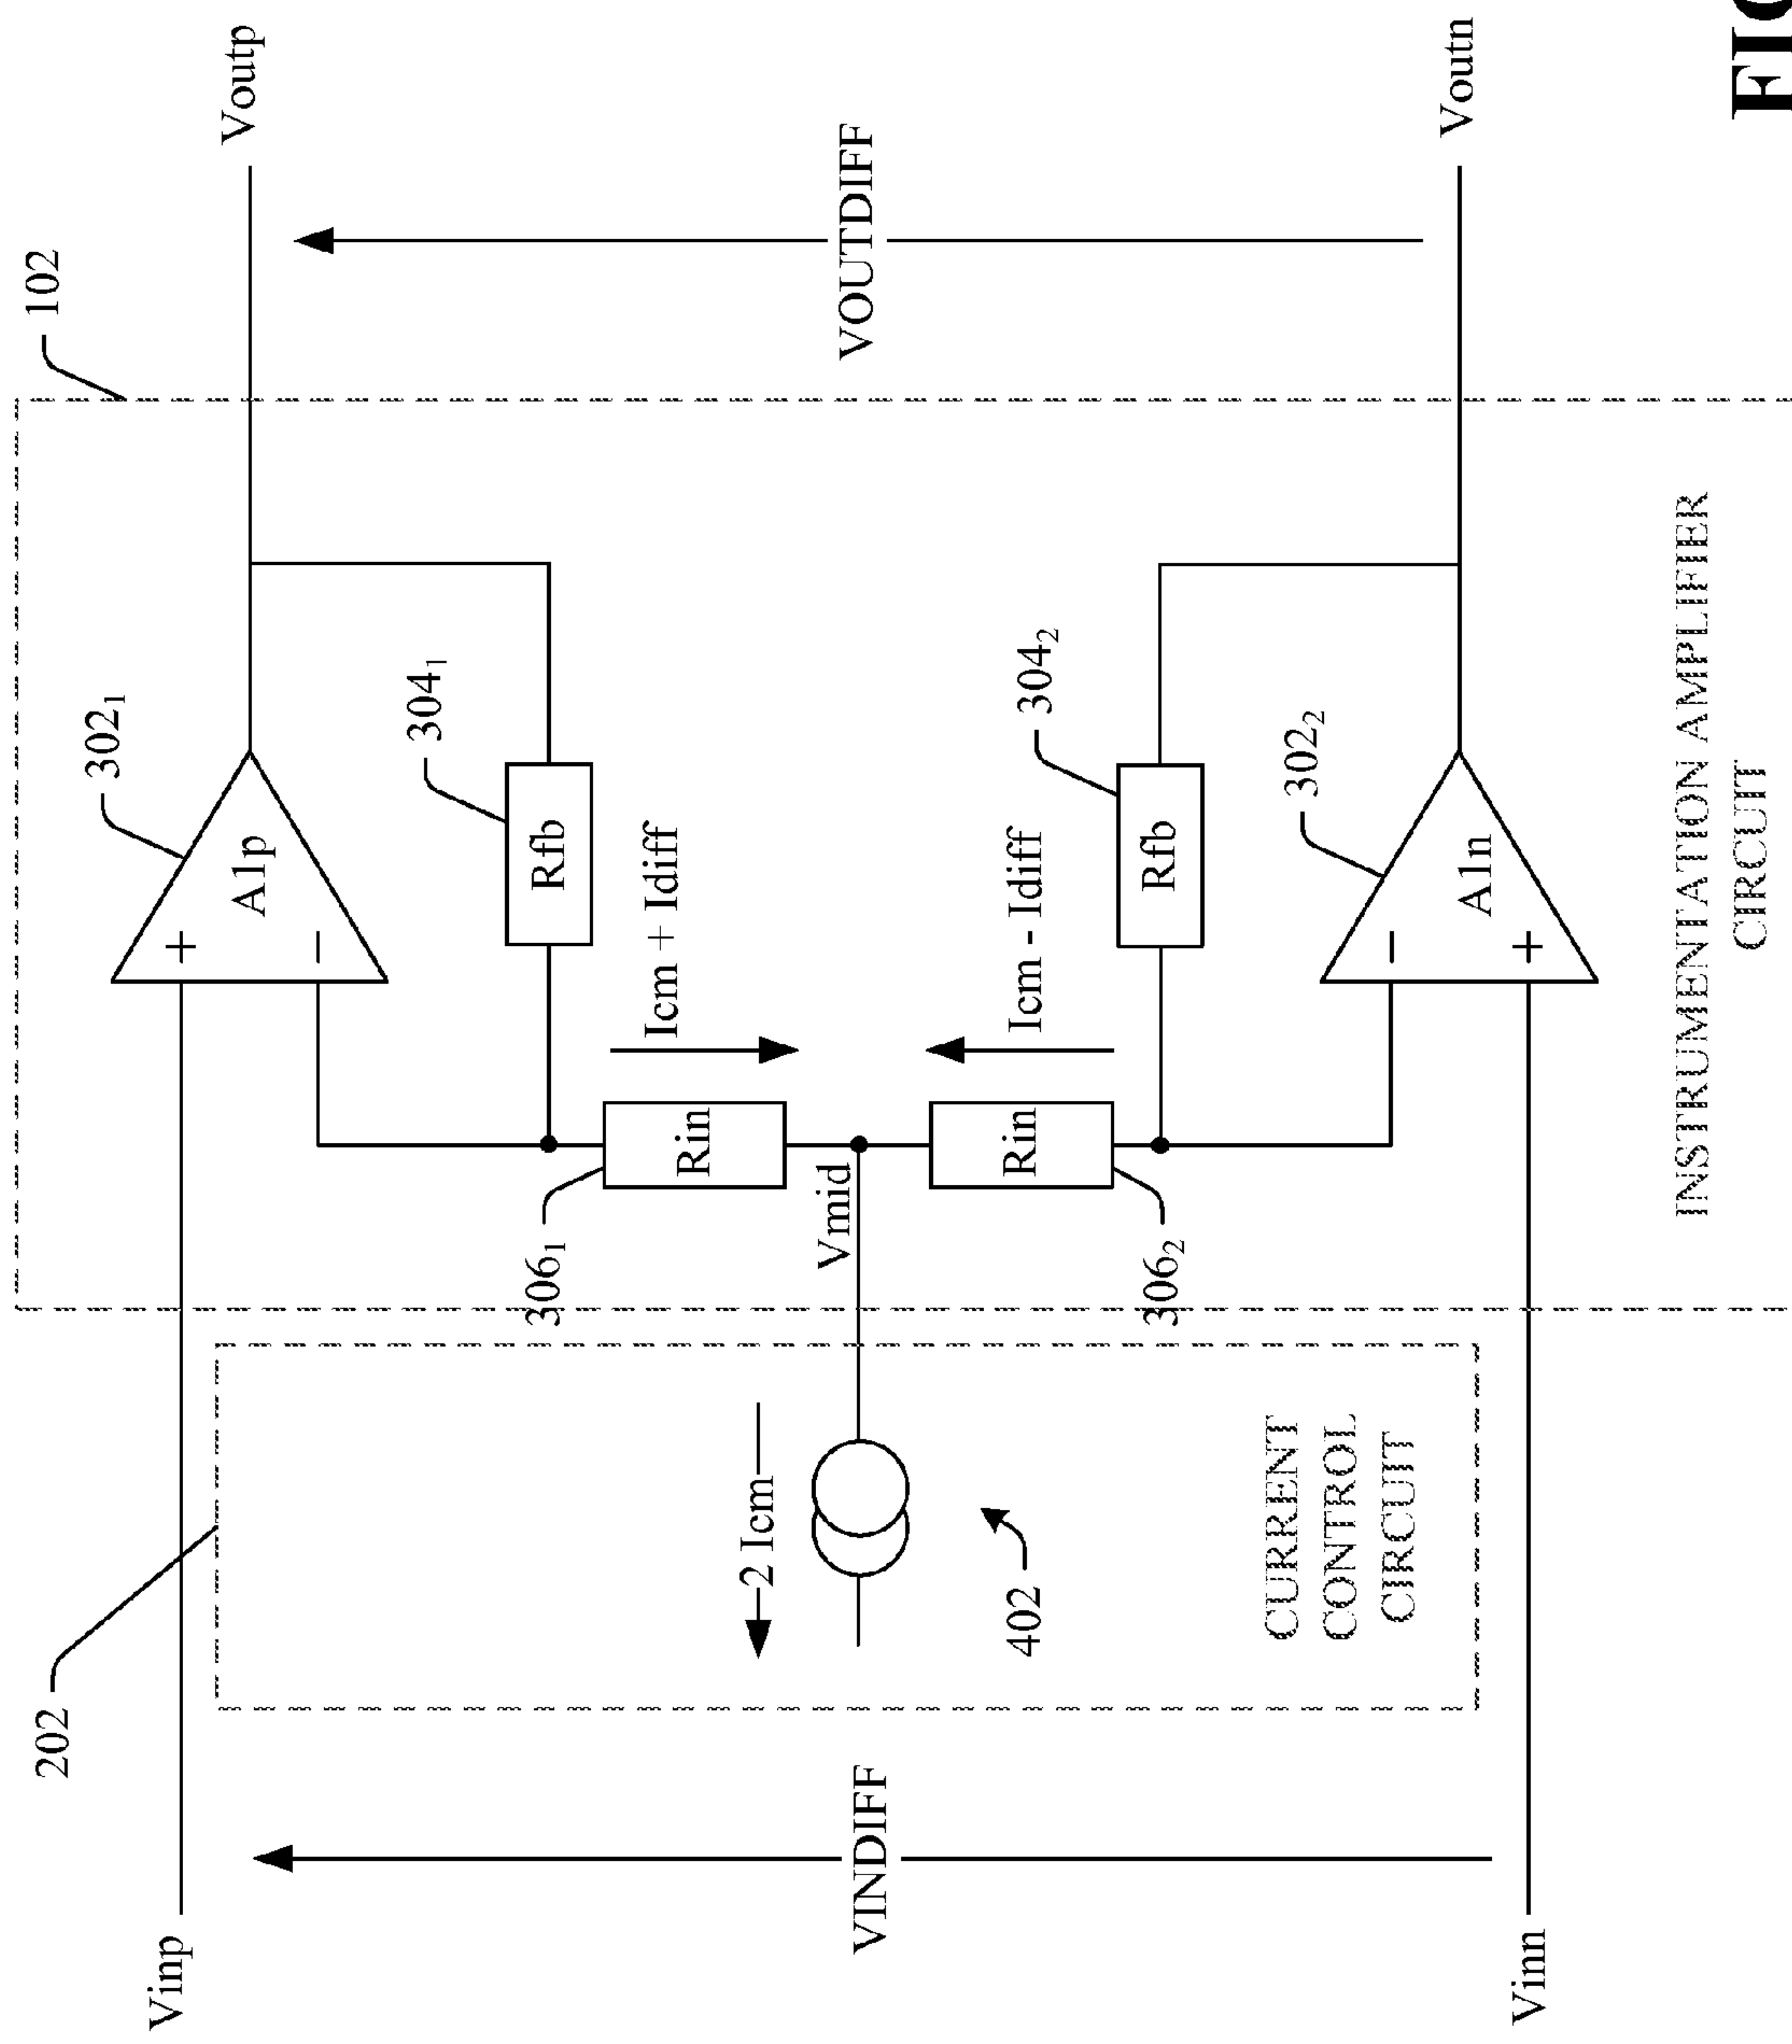 202
102
Vinp
Voutp
302₁
+
A1p
−
304₁
Rfb
306₁
Rin
Icm + Idiff
2 Icm
Vmid
VINDIFF
VOUTDIFF
402
306₂
Rin
Icm - Idiff
304₂
Rfb
302₂
−
A1n
+
Vinn
Voutn
CURRENT
CONTROL
CIRCUIT
INSTRUMENTATION AMPLIFIER
CIRCUIT